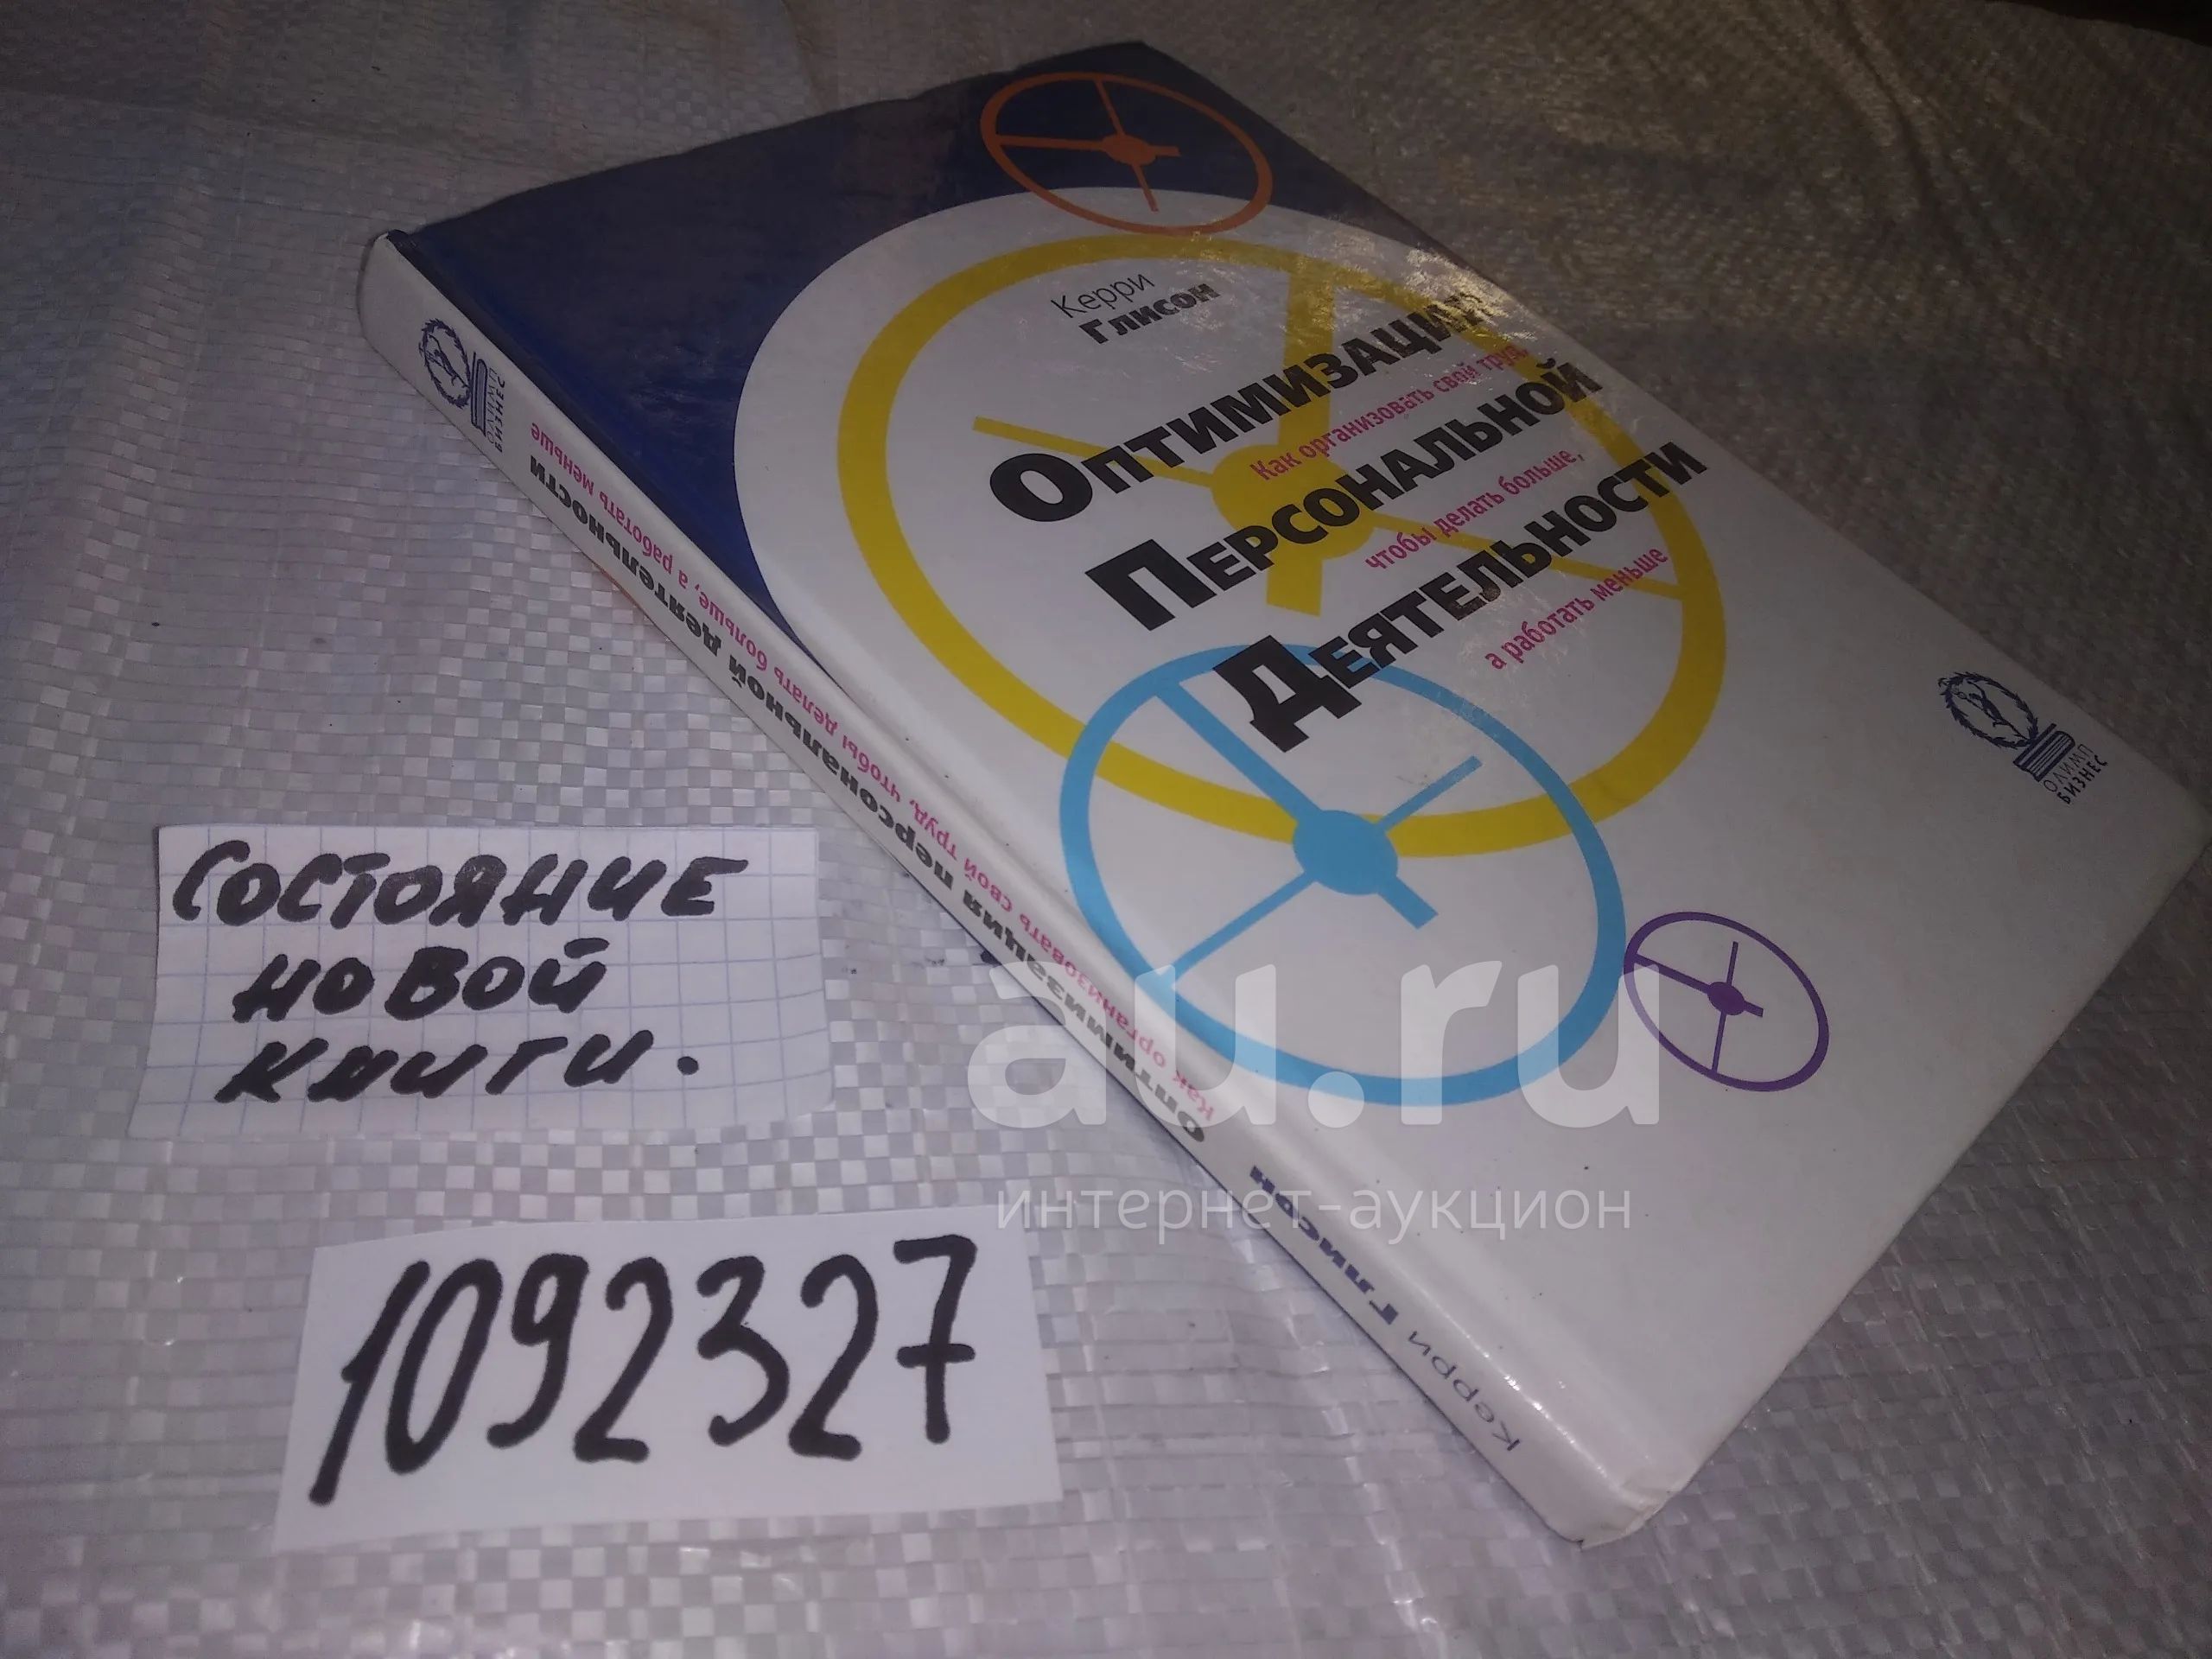 Керри
Глисон
Оптимизация
Как организовать свой труд,
Персональной
чтобы делать больше,
Деятельности
а работать меньше
ОЛИМП
БИЗНЕС
Керри Глисон
Оптимизация персональной деятельности
Как организовать свой труд, чтобы делать больше, а работать меньше
ОЛИМП
БИЗНЕС
СОСТОЯНИЕ
НОВОЙ
КНИГИ.
1092327
au.ru
интернет-аукцион